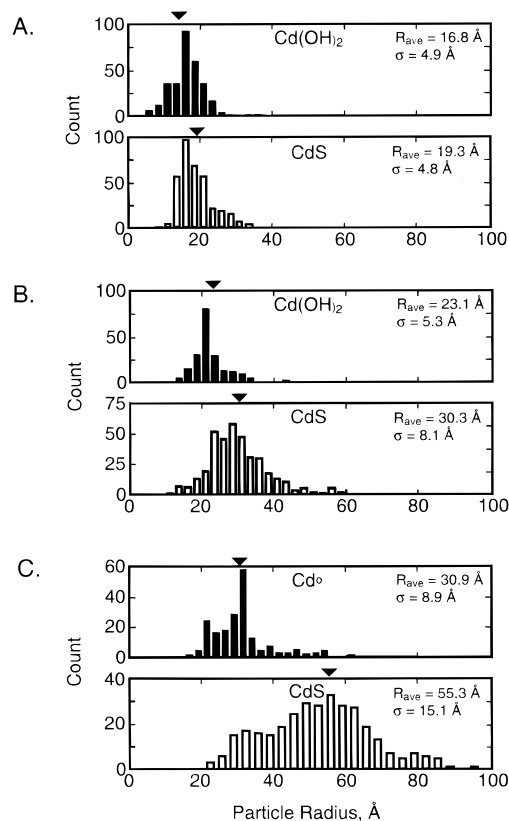 A.
Cd(OH)₂
Rave = 16.8 Å
σ = 4.9 Å
100
50
0
Count
CdS
Rave = 19.3 Å
σ = 4.8 Å
100
50
0
0 20 40 60 80 100
B.
Cd(OH)₂
Rave = 23.1 Å
σ = 5.3 Å
100
50
0
Count
CdS
Rave = 30.3 Å
σ = 8.1 Å
75
50
25
0
0 20 40 60 80 100
C.
Cd⁰
Rave = 30.9 Å
σ = 8.9 Å
60
40
20
0
Count
CdS
Rave = 55.3 Å
σ = 15.1 Å
40
20
0
0 20 40 60 80 100
Particle Radius, Å